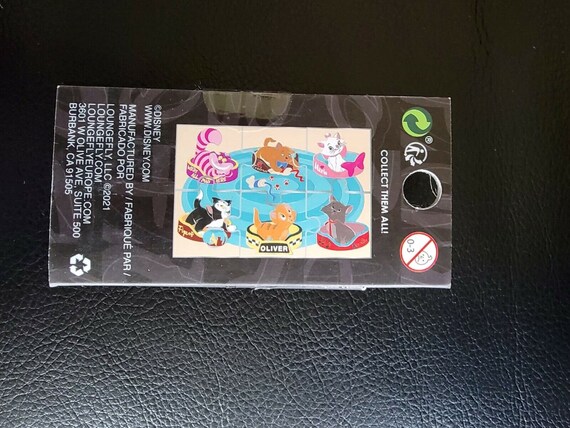 COLLECT THEM ALL!
0-3
OLIVER
Figaro
©DISNEY
WWW.DISNEY.COM
MANUFACTURED BY / FABRIQUÉ PAR /
FABRICADO POR:
LOUNGEFLY, LLC ©2021
LOUNGEFLY.COM
LOUNGEFLYEUROPE.COM
3601 W OLIVE AVE, SUITE 500
BURBANK, CA 91505